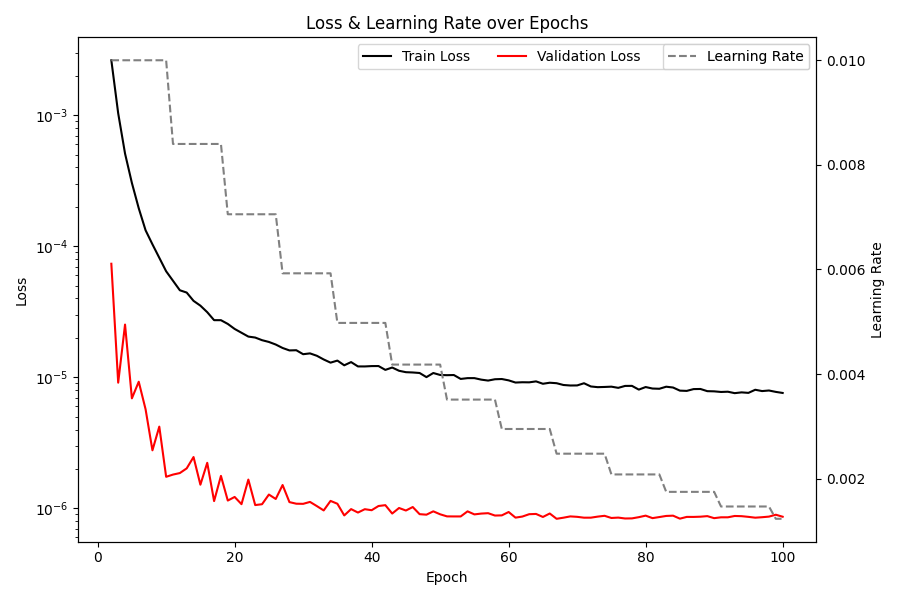 Loss & Learning Rate over Epochs
Train Loss Validation Loss Learning Rate
10⁻³
10⁻⁴
10⁻⁵
10⁻⁶
Loss
0.010
0.008
0.006
0.004
0.002
Learning Rate
0 20 40 60 80 100
Epoch